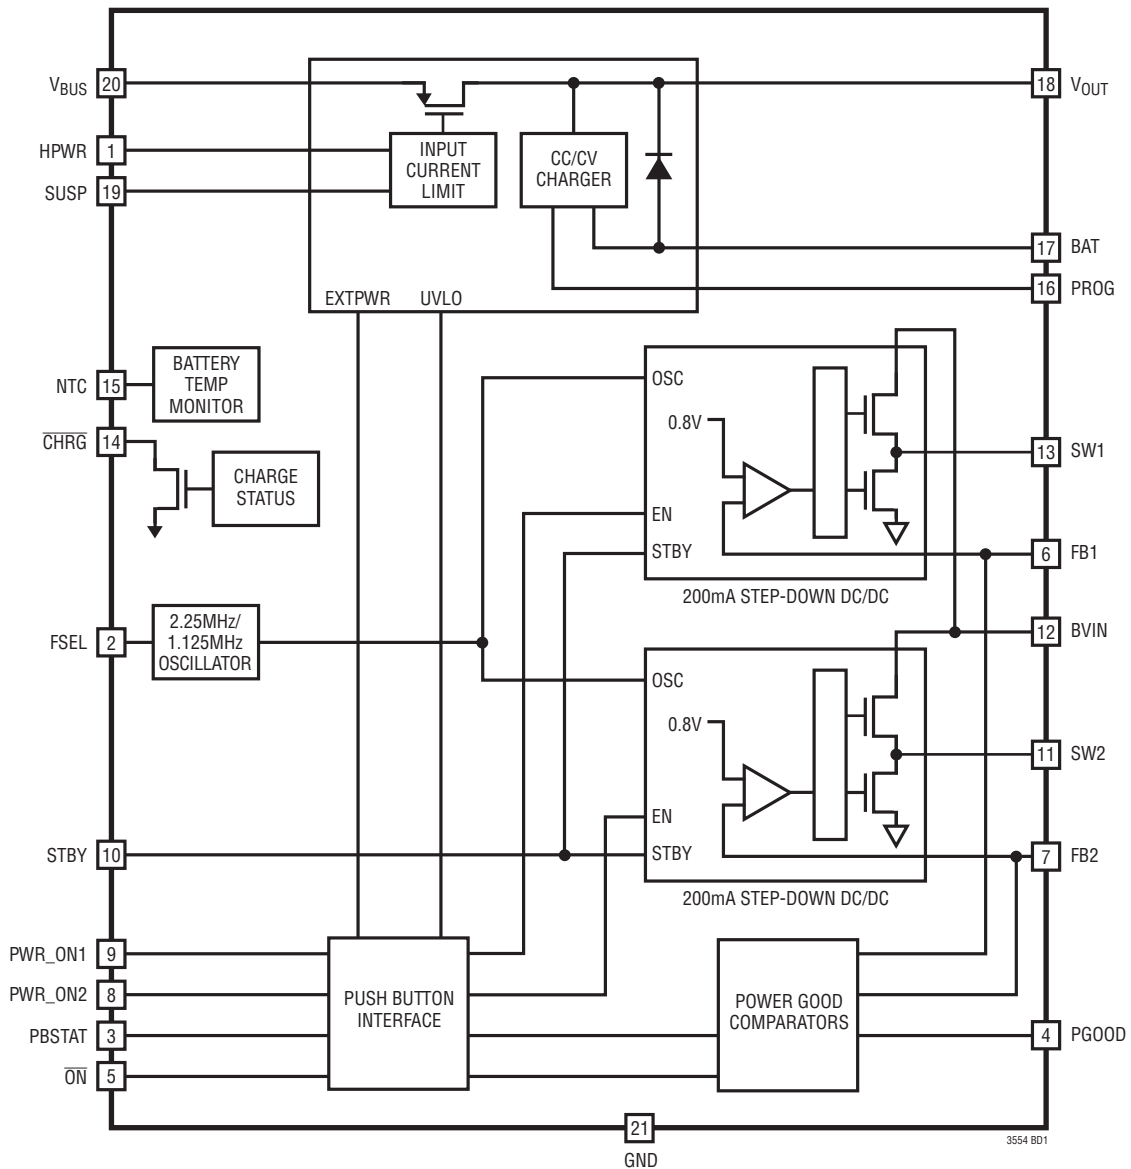 VBUS 20
18 VOUT
HPWR 1
SUSP 19
INPUT
CURRENT
LIMIT
CC/CV
CHARGER
17 BAT
16 PROG
EXTPWR UVLO
NTC 15
BATTERY
TEMP
MONITOR
CHRG 14
CHARGE
STATUS
OSC
0.8V
EN
STBY
13 SW1
6 FB1
200mA STEP-DOWN DC/DC
FSEL 2
2.25MHz/
1.125MHz
OSCILLATOR
12 BVIN
OSC
0.8V
EN
STBY
11 SW2
7 FB2
200mA STEP-DOWN DC/DC
STBY 10
PWR_ON1 9
PWR_ON2 8
PBSTAT 3
ON 5
PUSH BUTTON
INTERFACE
POWER GOOD
COMPARATORS
4 PGOOD
21
GND
3554 BD1